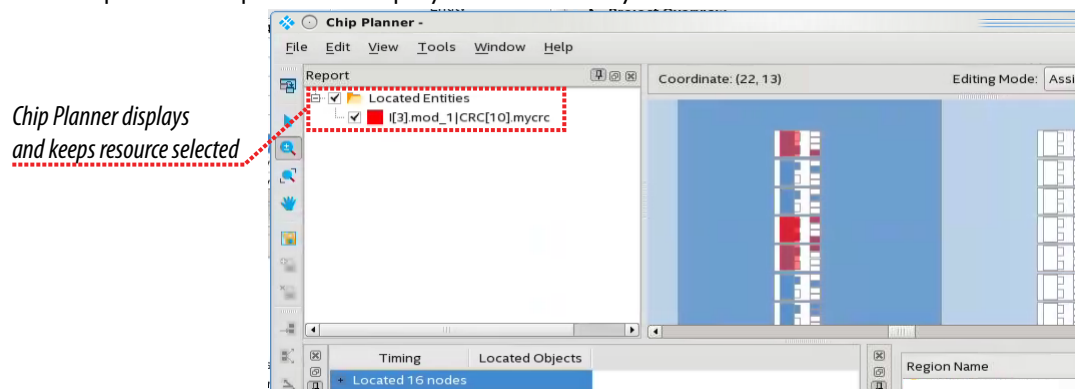 Chip Planner -
File Edit View Tools Window Help
Report
Coordinate: (22, 13)
Editing Mode: Assi
Located Entities
I[3].mod_1|CRC[10].mycrc
Chip Planner displays
and keeps resource selected
Timing
Located Objects
Region Name
+ Located 16 nodes